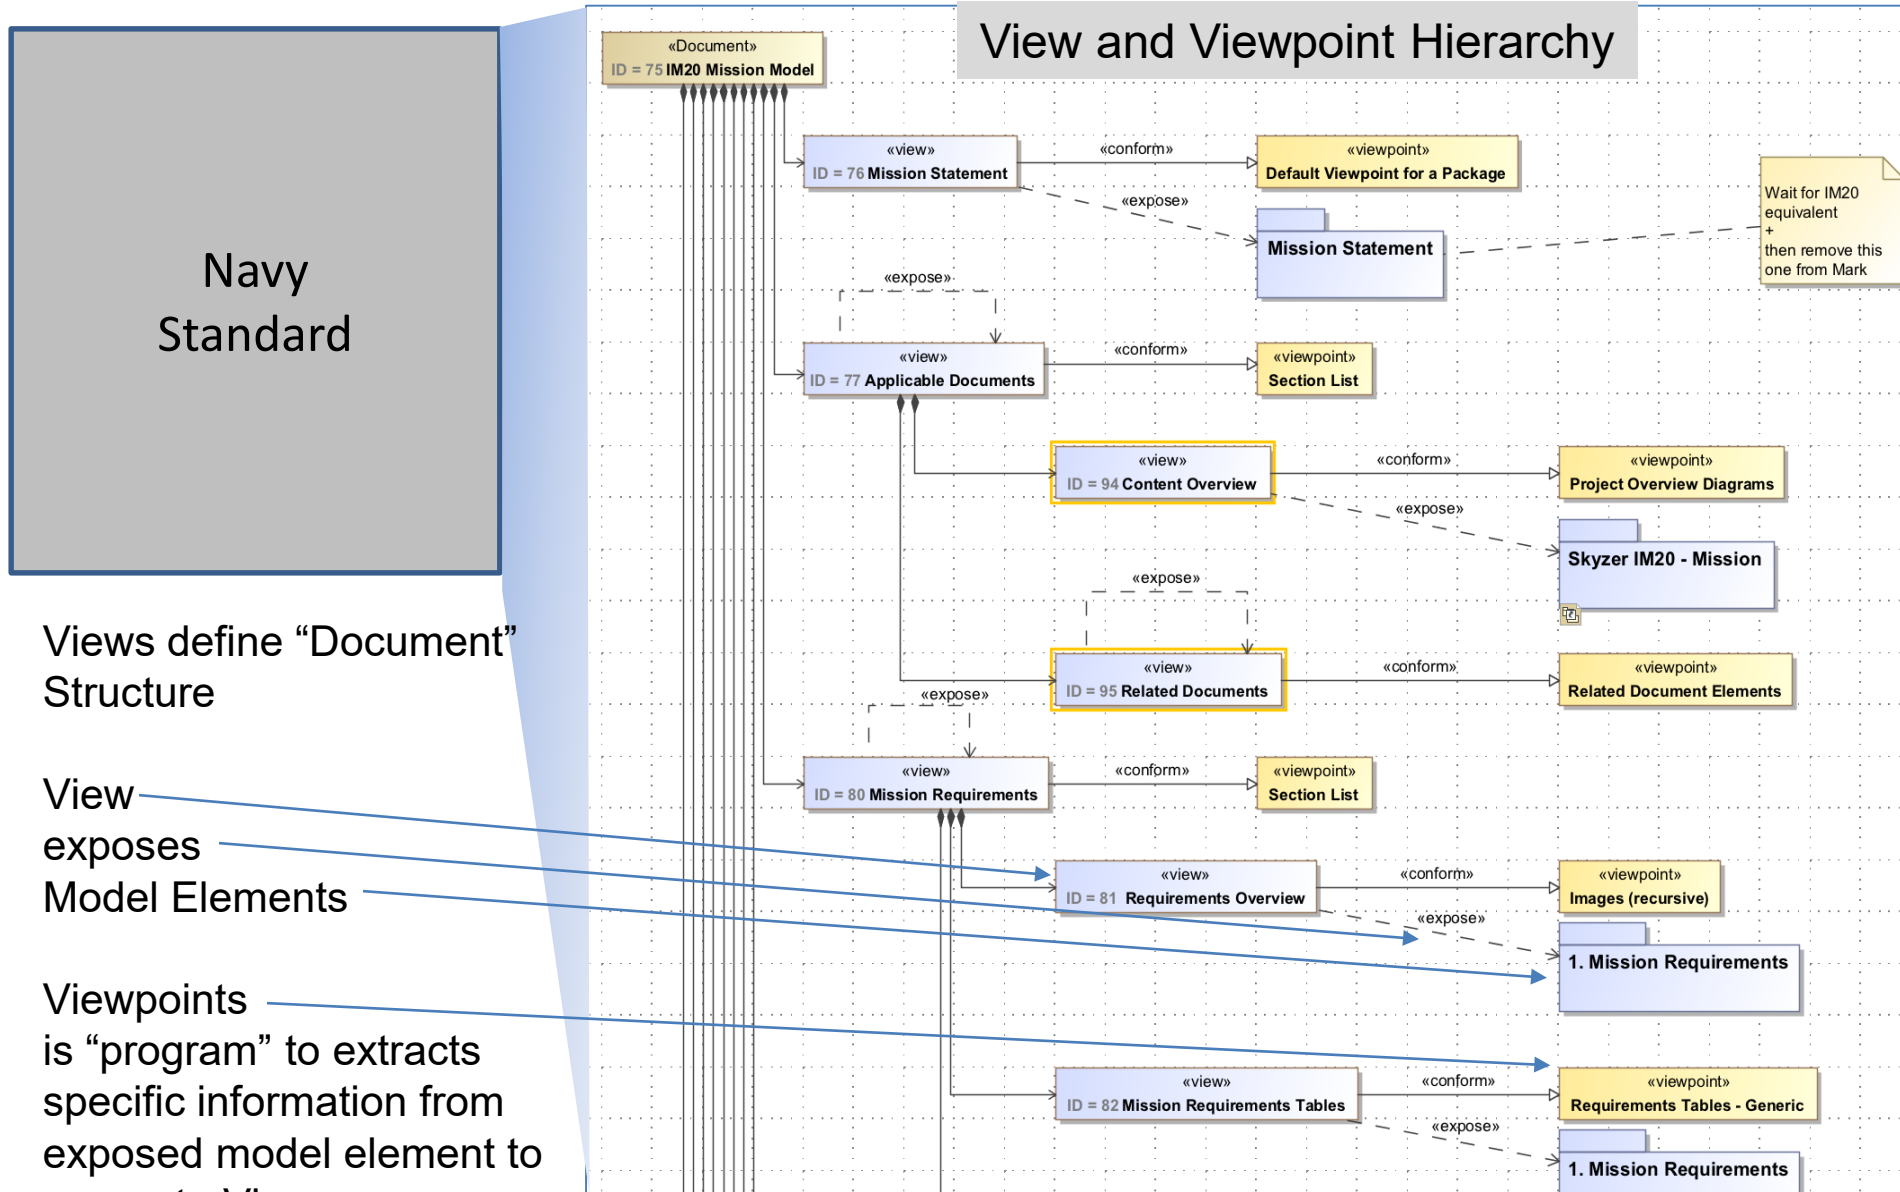 View and Viewpoint Hierarchy
Navy
Standard
Views define “Document”
Structure
View
exposes
Model Elements
Viewpoints
is “program” to extracts
specific information from
exposed model element to
«Document»
ID = 75 IM20 Mission Model
«view»
ID = 76 Mission Statement
«conform»
«viewpoint»
Default Viewpoint for a Package
«expose»
Mission Statement
Wait for IM20
equivalent
+
then remove this
one from Mark
«expose»
«view»
ID = 77 Applicable Documents
«conform»
«viewpoint»
Section List
«view»
ID = 94 Content Overview
«conform»
«viewpoint»
Project Overview Diagrams
«expose»
Skyzer IM20 - Mission
«expose»
«view»
ID = 95 Related Documents
«conform»
«viewpoint»
Related Document Elements
«expose»
«view»
ID = 80 Mission Requirements
«conform»
«viewpoint»
Section List
«view»
ID = 81 Requirements Overview
«conform»
«viewpoint»
Images (recursive)
«expose»
1. Mission Requirements
«view»
ID = 82 Mission Requirements Tables
«conform»
«viewpoint»
Requirements Tables - Generic
«expose»
1. Mission Requirements